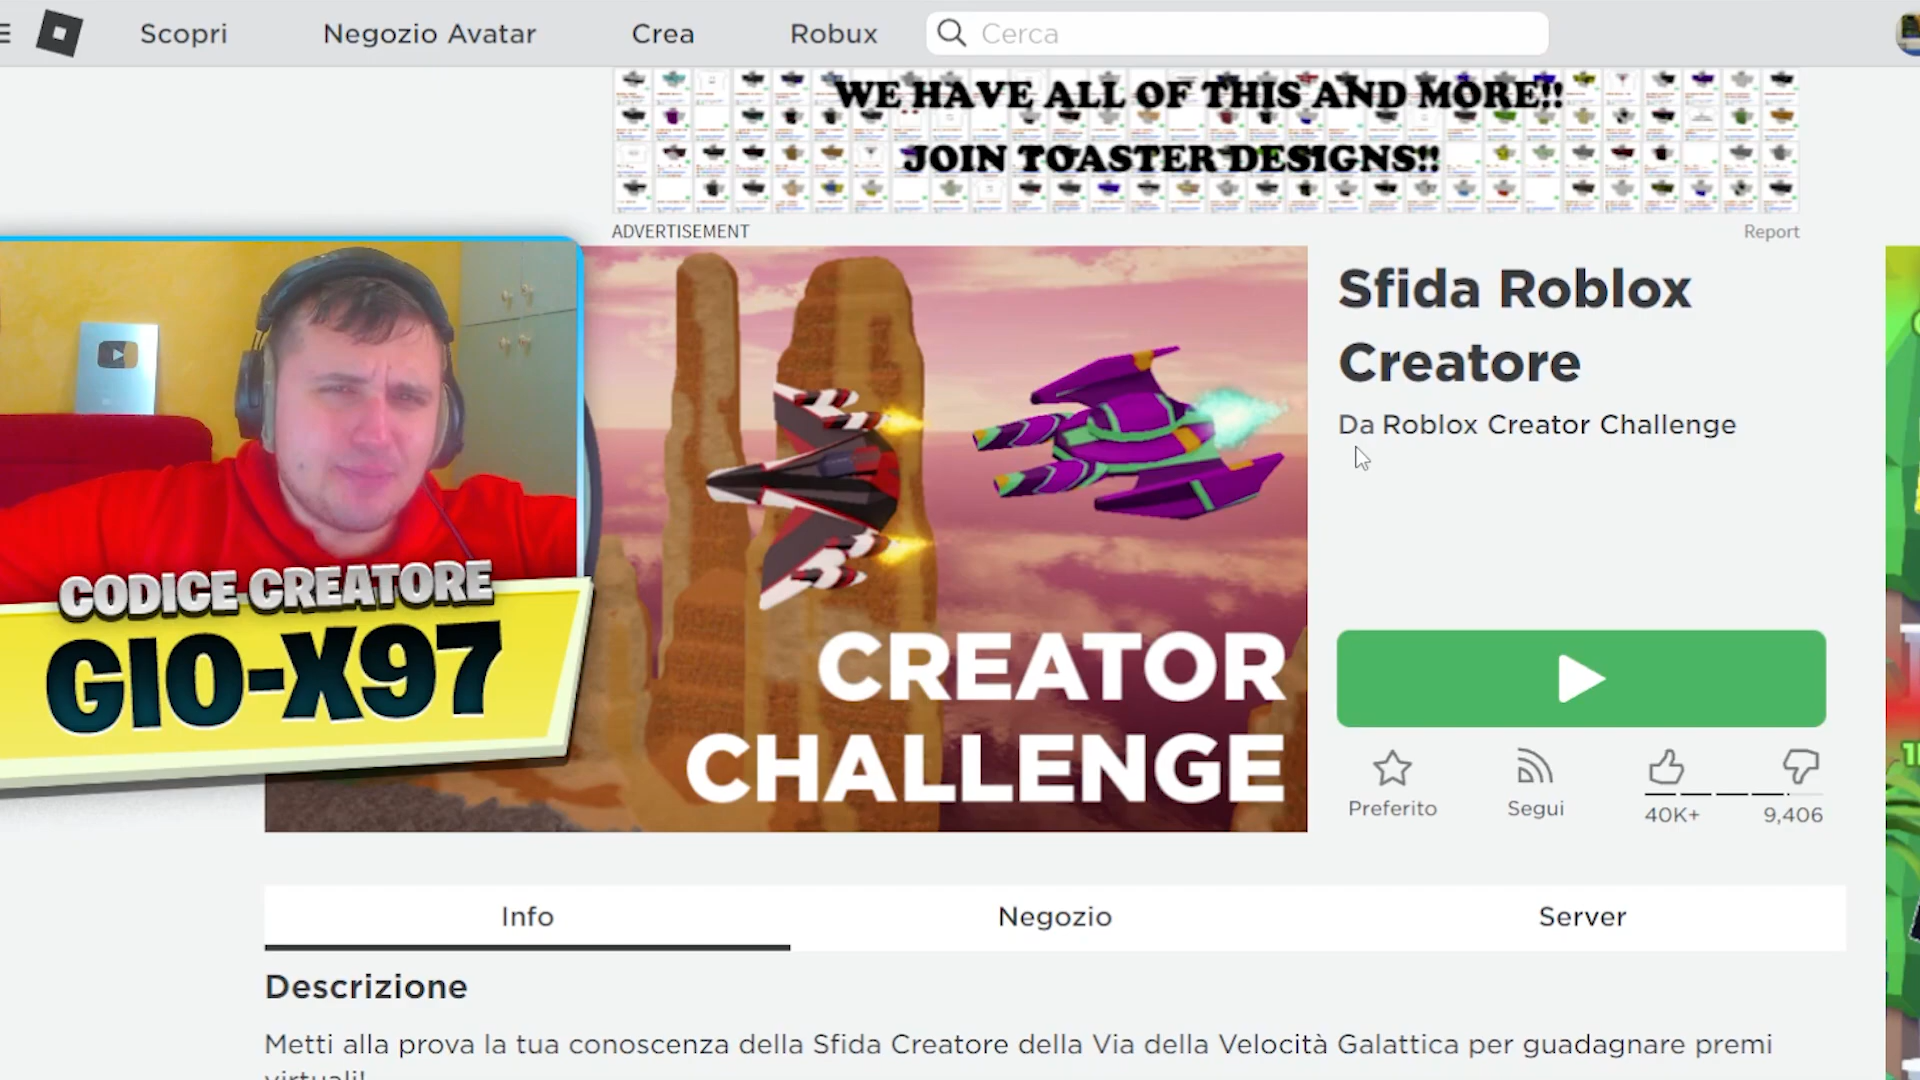 Scopri
Negozio Avatar
Crea
Robux
Cerca
WE HAVE ALL OF THIS AND MORE!!
JOIN TOASTER DESIGNS!!
ADVERTISEMENT
Report
Sfida Roblox
Creatore
Da Roblox Creator Challenge
CODICE CREATORE
GIO-X97
CREATOR
CHALLENGE
Preferito
Segui
40K+
9,406
Info
Negozio
Server
Descrizione
Metti alla prova la tua conoscenza della Sfida Creatore della Via della Velocità Galattica per guadagnare premi
virtuali!